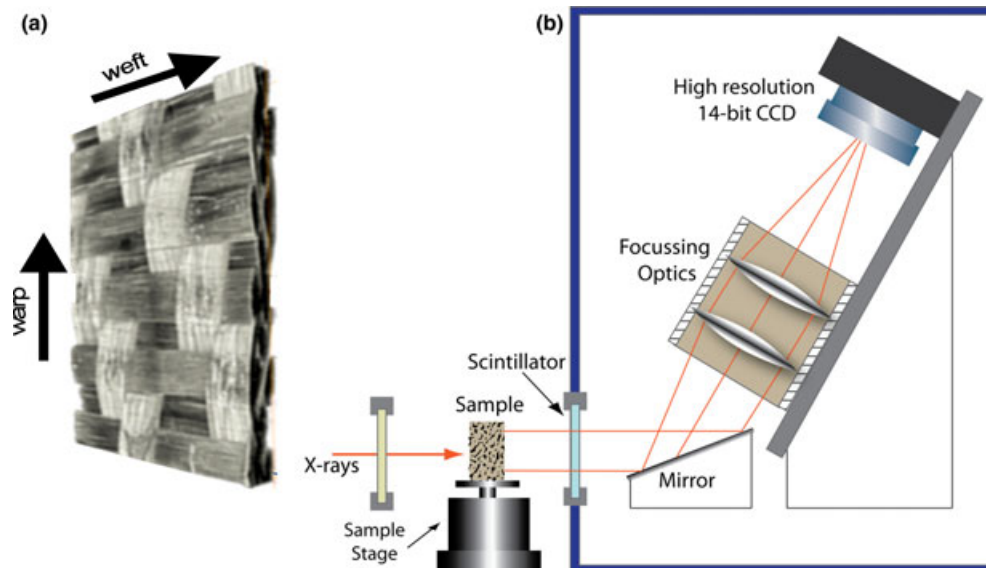 (a)
weft
warp
(b)
High resolution
14-bit CCD
Focussing
Optics
Scintillator
Sample
X-rays
Mirror
Sample
Stage